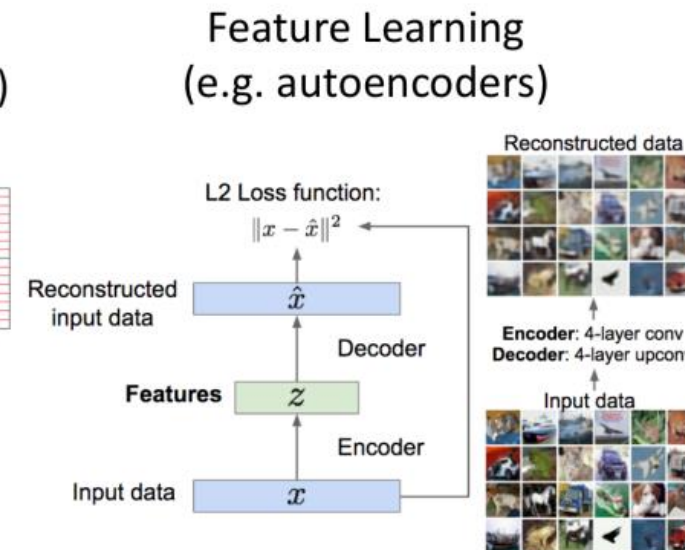 Feature Learning
(e.g. autoencoders)
)
L2 Loss function:
‖x − x̂‖²
Reconstructed
input data
x̂
Decoder
Features
z
Encoder
Input data
x
Reconstructed data
Encoder: 4-layer conv
Decoder: 4-layer upconv
Input data